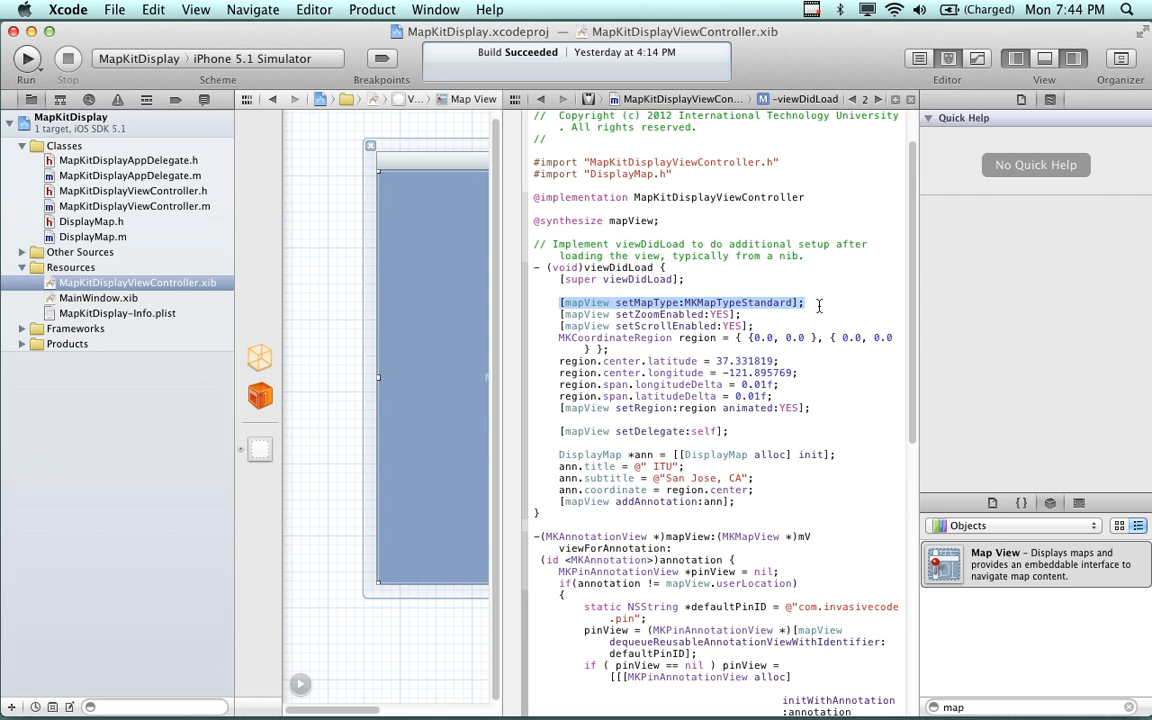 Xcode File Edit View Navigate Editor Product Window Help (Charged) Mon 7:44 PM
MapKitDisplay.xcodeproj — MapKitDisplayViewController.xib
Build Succeeded | Yesterday at 4:14 PM
MapKitDisplay iPhone 5.1 Simulator
Run Stop Scheme Breakpoints Editor View Organizer
V... Map View
MapKitDisplayViewCon... M -viewDidLoad 2
MapKitDisplay
1 target, iOS SDK 5.1
Classes
h MapKitDisplayAppDelegate.h
m MapKitDisplayAppDelegate.m
h MapKitDisplayViewController.h
m MapKitDisplayViewController.m
h DisplayMap.h
m DisplayMap.m
Other Sources
Resources
MapKitDisplayViewController.xib
MainWindow.xib
MapKitDisplay-Info.plist
Frameworks
Products
// Copyright (c) 2012 International Technology University
. All rights reserved.
//
#import "MapKitDisplayViewController.h"
#import "DisplayMap.h"
@implementation MapKitDisplayViewController
@synthesize mapView;
// Implement viewDidLoad to do additional setup after
loading the view, typically from a nib.
- (void)viewDidLoad {
[super viewDidLoad];
[mapView setMapType:MKMapTypeStandard];
[mapView setZoomEnabled:YES];
[mapView setScrollEnabled:YES];
MKCoordinateRegion region = { {0.0, 0.0 }, { 0.0, 0.0
} };
region.center.latitude = 37.331819;
region.center.longitude = -121.895769;
region.span.longitudeDelta = 0.01f;
region.span.latitudeDelta = 0.01f;
[mapView setRegion:region animated:YES];
[mapView setDelegate:self];
DisplayMap *ann = [[DisplayMap alloc] init];
ann.title = @" ITU";
ann.subtitle = @"San Jose, CA";
ann.coordinate = region.center;
[mapView addAnnotation:ann];
}
-(MKAnnotationView *)mapView:(MKMapView *)mV
viewForAnnotation:
(id <MKAnnotation>)annotation {
MKPinAnnotationView *pinView = nil;
if(annotation != mapView.userLocation)
{
static NSString *defaultPinID = @"com.invasivecode
.pin";
pinView = (MKPinAnnotationView *)[mapView
dequeueReusableAnnotationViewWithIdentifier:
defaultPinID];
if ( pinView == nil ) pinView =
[[[MKPinAnnotationView alloc]
initWithAnnotation
:annotation
Quick Help
No Quick Help
Objects
Map View - Displays maps and
provides an embeddable interface to
navigate map content.
map